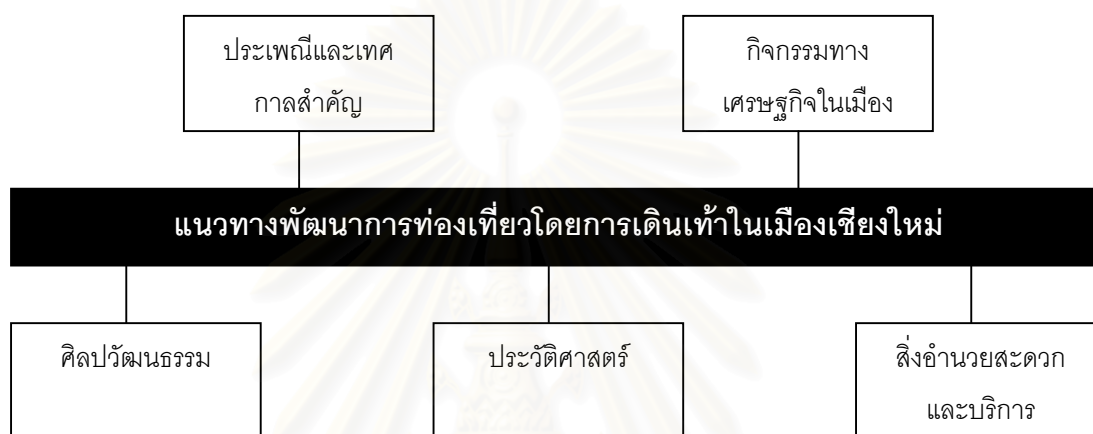 ประเพณีและเทศ
กาลสำคัญ
กิจกรรมทาง
เศรษฐกิจในเมือง
แนวทางพัฒนาการท่องเที่ยวโดยการเดินเท้าในเมืองเชียงใหม่
ศิลปวัฒนธรรม
ประวัติศาสตร์
สิ่งอำนวยสะดวก
และบริการ